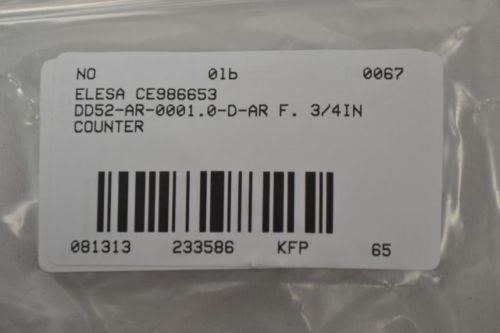 NO 01b 0067
ELESA CE986653
DD52-AR-0001.0-D-AR F. 3/4IN
COUNTER
081313 233586 KFP 65